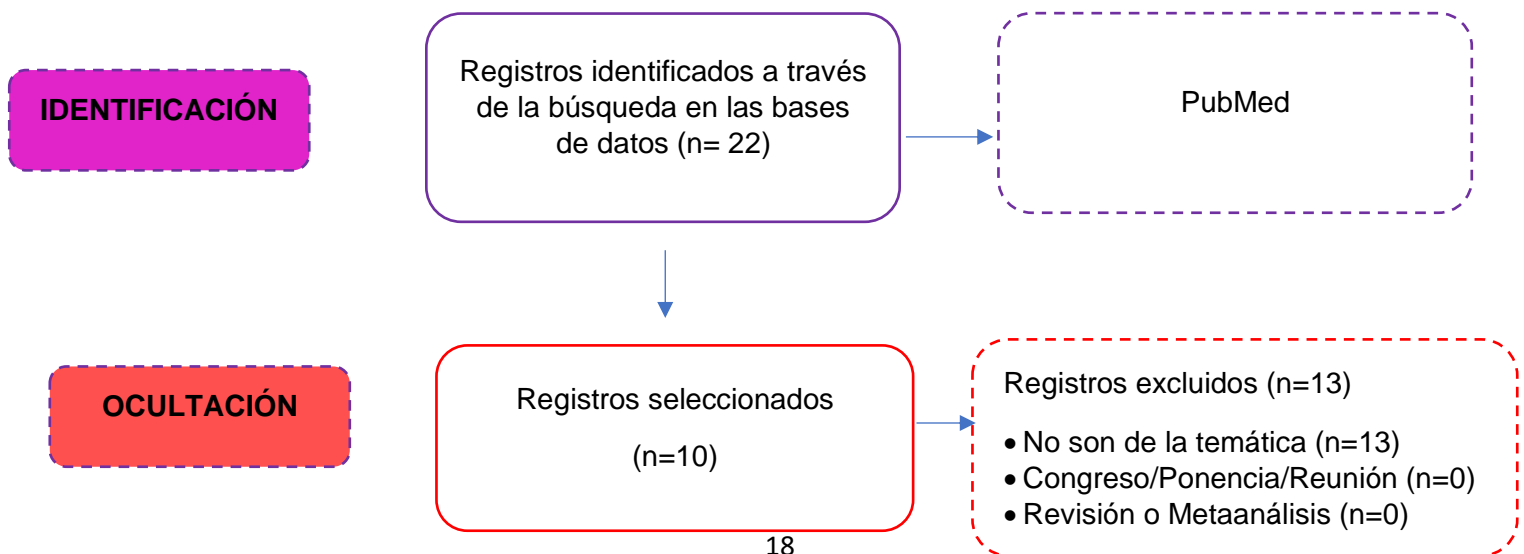 IDENTIFICACIÓN
Registros identificados a través
de la búsqueda en las bases
de datos (n= 22)
PubMed
OCULTACIÓN
Registros seleccionados
(n=10)
Registros excluidos (n=13)
• No son de la temática (n=13)
• Congreso/Ponencia/Reunión (n=0)
• Revisión o Metaanálisis (n=0)
18